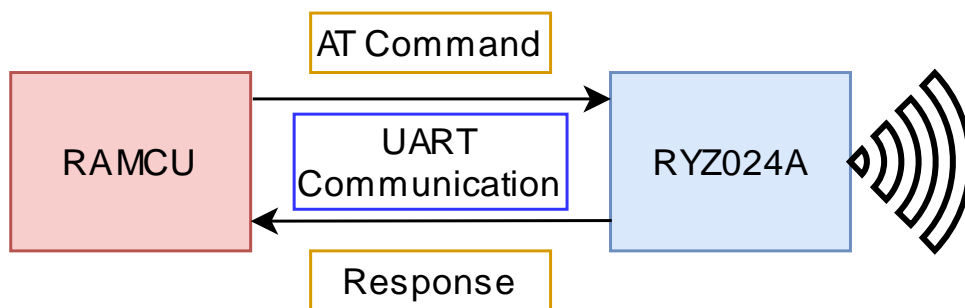 AT Command
RAMCU
UART
Communication
RYZ024A
Response